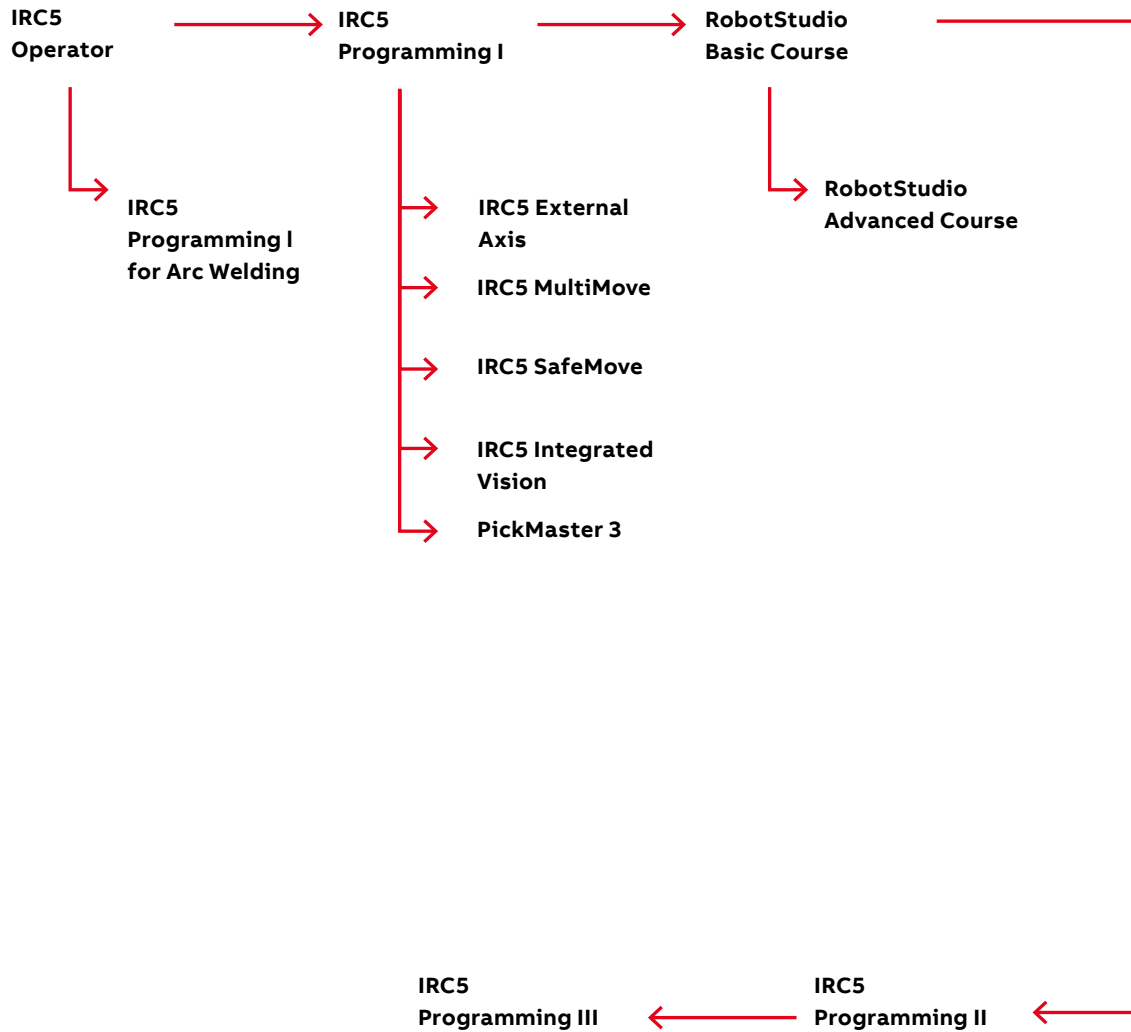 IRC5
Operator
IRC5
Programming I
RobotStudio
Basic Course
IRC5
Programming l
for Arc Welding
IRC5 External
Axis
IRC5 MultiMove
IRC5 SafeMove
IRC5 Integrated
Vision
PickMaster 3
RobotStudio
Advanced Course
IRC5
Programming III
IRC5
Programming II